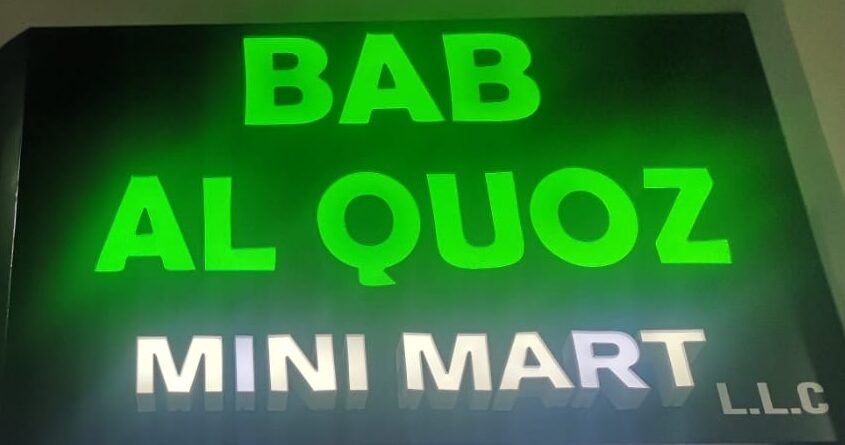 BAB
AL QUOZ
MINI MART
L.L.C